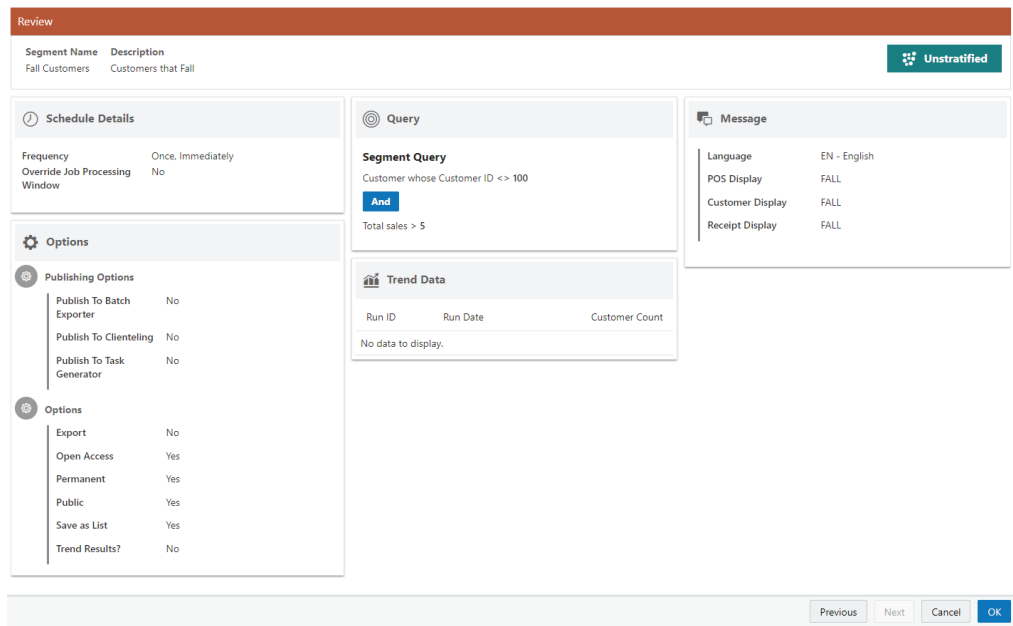 Review
Segment Name Description
Fall Customers Customers that Fall
Unstratified
Schedule Details
Frequency Once, Immediately
Override Job Processing No
Window
Options
Publishing Options
Publish To Batch No
Exporter
Publish To Clienteling No
Publish To Task No
Generator
Options
Export No
Open Access Yes
Permanent Yes
Public Yes
Save as List Yes
Trend Results? No
Query
Segment Query
Customer whose Customer ID <> 100
And
Total sales > 5
Trend Data
Run ID Run Date Customer Count
No data to display.
Message
Language EN - English
POS Display FALL
Customer Display FALL
Receipt Display FALL
Previous Next Cancel OK